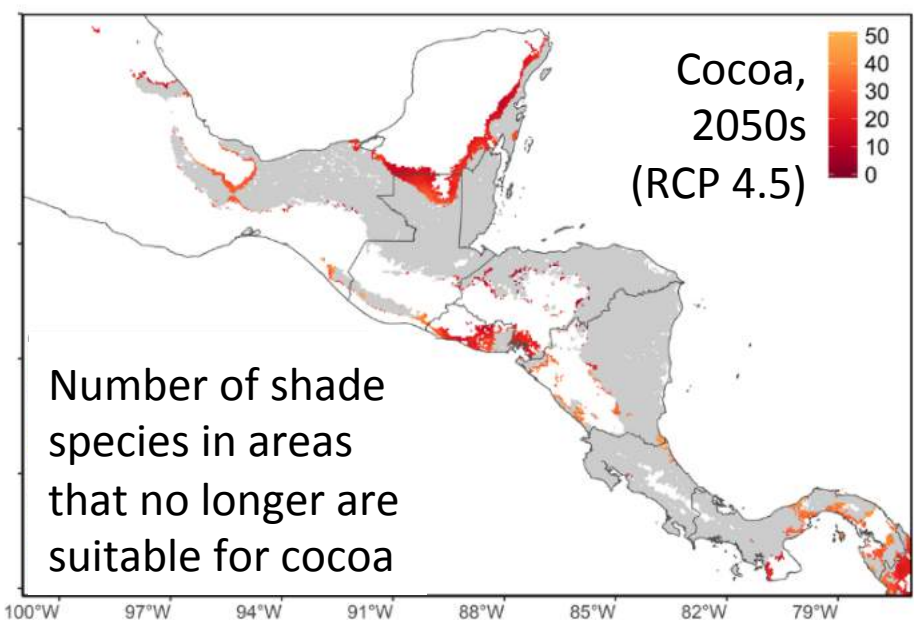 Cocoa,
2050s
(RCP 4.5)
50
40
30
20
10
0
Number of shade
species in areas
that no longer are
suitable for cocoa
100°W 97°W 94°W 91°W 88°W 85°W 82°W 79°W